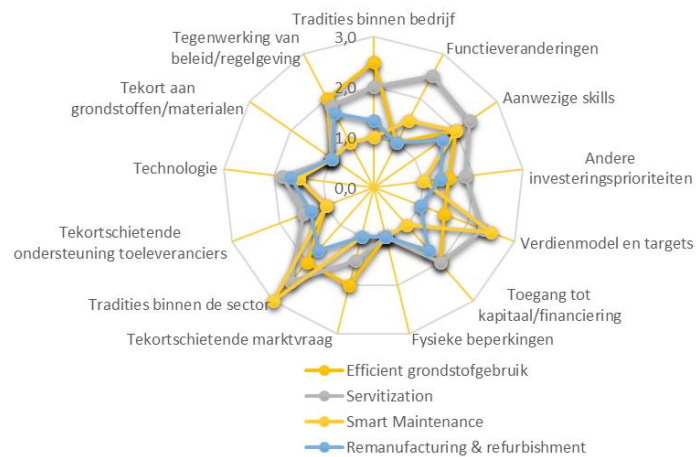 Tradities binnen bedrijf
3,0
2,0
1,0
0,0
Functieveranderingen
Aanwezige skills
Andere
investeringsprioriteiten
Verdienmodel en targets
Toegang tot
kapitaal/financiering
Fysieke beperkingen
Tekortschietende marktvraag
Tradities binnen de sector
Tekortschietende
ondersteuning toeleveranciers
Technologie
Tekort aan
grondstoffen/materialen
Tegenwerking van
beleid/regelgeving
Efficient grondstofgebruik
Servitization
Smart Maintenance
Remanufacturing & refurbishment